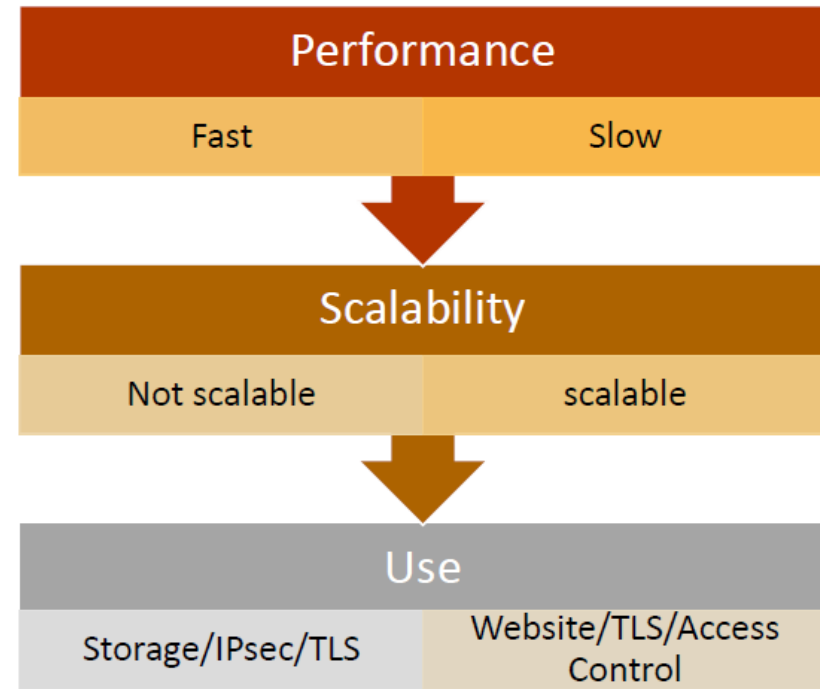 Performance
Fast
Slow
Scalability
Not scalable
scalable
Use
Storage/IPsec/TLS
Website/TLS/Access
Control